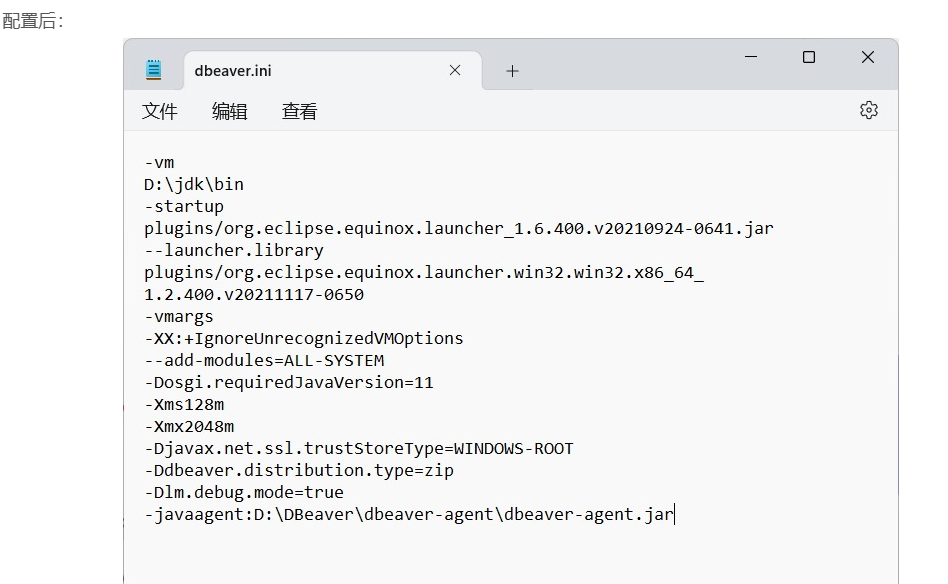 配置后：
dbeaver.ini
文件 编辑 查看
-vm
D:\jdk\bin
-startup
plugins/org.eclipse.equinox.launcher_1.6.400.v20210924-0641.jar
--launcher.library
plugins/org.eclipse.equinox.launcher.win32.win32.x86_64_
1.2.400.v20211117-0650
-vmargs
-XX:+IgnoreUnrecognizedVMOptions
--add-modules=ALL-SYSTEM
-Dosgi.requiredJavaVersion=11
-Xms128m
-Xmx2048m
-Djavax.net.ssl.trustStoreType=WINDOWS-ROOT
-Ddbeaver.distribution.type=zip
-Dlm.debug.mode=true
-javaagent:D:\DBeaver\dbeaver-agent\dbeaver-agent.jar